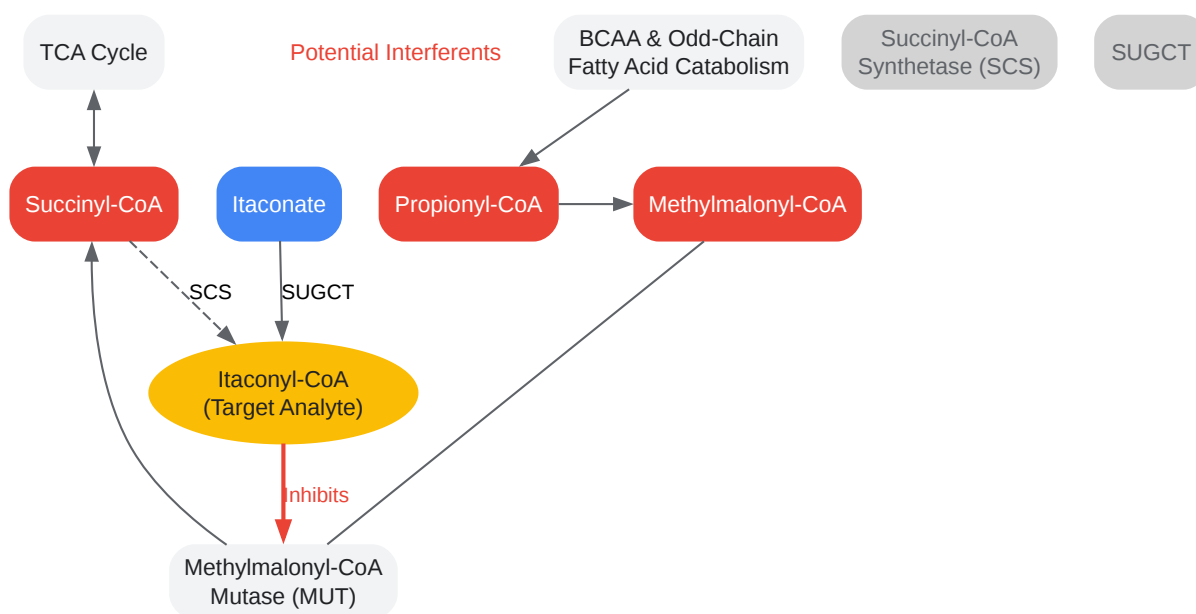 TCA Cycle
Potential Interferents
BCAA & Odd-Chain
Fatty Acid Catabolism
Succinyl-CoA
Synthetase (SCS)
SUGCT
Succinyl-CoA
Itaconate
Propionyl-CoA
Methylmalonyl-CoA
SCS
SUGCT
Itaconyl-CoA
(Target Analyte)
Inhibits
Methylmalonyl-CoA
Mutase (MUT)